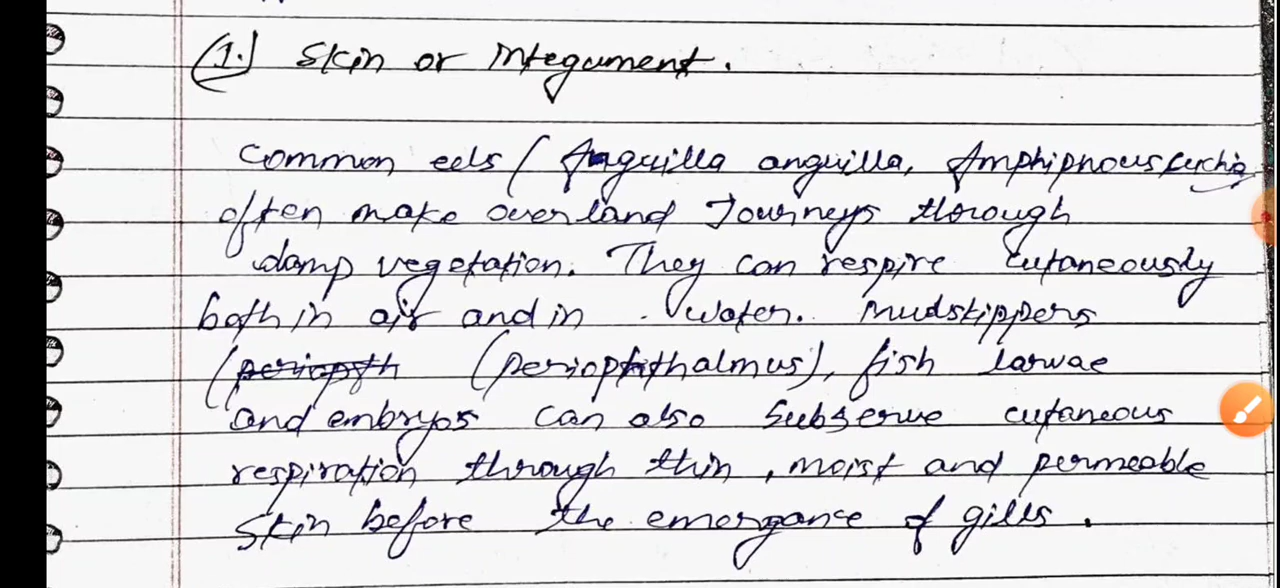 (1.) Skin or Integument.
Common eels (Anguilla anguilla, Amphipnous cuchia
often make overland Journeys through
damp vegetation. They can respire cutaneously
both in air and in water. Mudskippers
(periopth (periophthalmus), fish larvae
and embryos can also Subserve cutaneous
respiration through thin, moist and permeable
Skin before the emergance of gills.